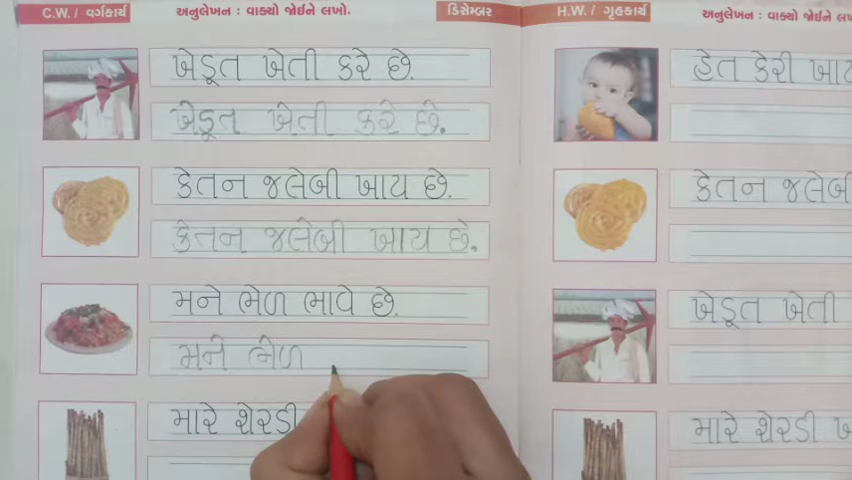 C.W. / વર્ગકાર્ય અનુલેખન : વાક્યો જોઈને લખો. ડિસેમ્બર
ખેડૂત ખેતી કરે છે.
ખેડૂત ખેતી કરે છે.
કેતન જલેબી ખાય છે.
કેતન જલેબી ખાય છે.
મને ભેળ ભાવે છે.
મને ભેળ
મારે શેરડી
H.W. / ગૃહકાર્ય અનુલેખન : વાક્યો જોઈને લખો
હેત કેરી
કેતન જલેબી
ખેડૂત ખેતી
મારે શેરડી